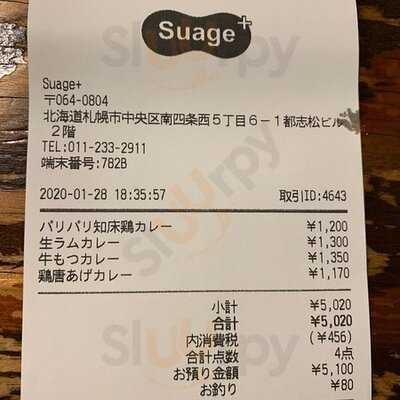 Suage+
Suage+
〒064-0804
北海道札幌市中央区南四条西5丁目6-1都志松ビル
2階
TEL:011-233-2911
端末番号:782B
2020-01-28 18:35:57 取引ID:4643
パリパリ知床鶏カレー ¥1,200
生ラムカレー ¥1,300
牛もつカレー ¥1,350
鶏唐あげカレー ¥1,170
小計 ¥5,020
合計 ¥5,020
内消費税 (¥456)
合計点数 4点
お預り金額 ¥5,100
お釣り ¥80
Sluurpy
Sluurpy
Sluurpy